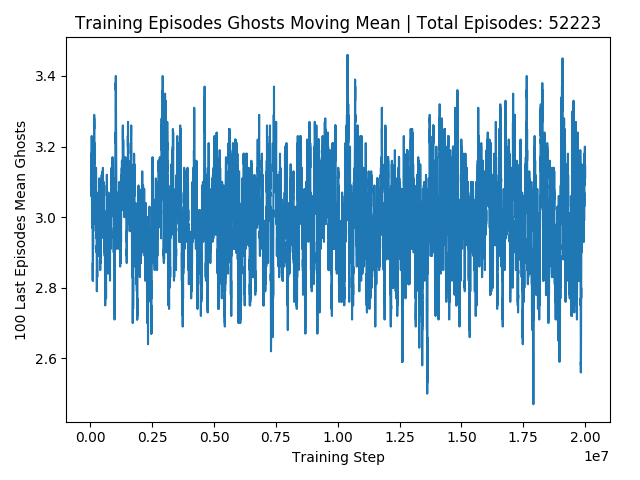 Training Episodes Ghosts Moving Mean | Total Episodes: 52223
100 Last Episodes Mean Ghosts
3.4
3.2
3.0
2.8
2.6
0.00 0.25 0.50 0.75 1.00 1.25 1.50 1.75 2.00
1e7
Training Step